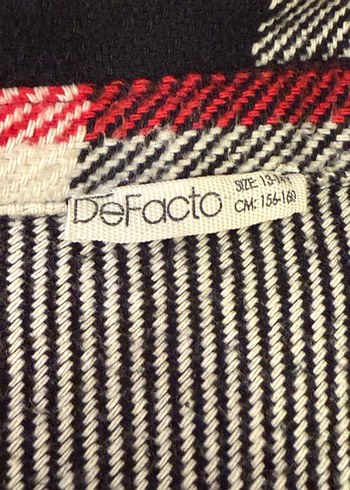 DeFacto
SIZE: 13-14Y
CM: 156-160